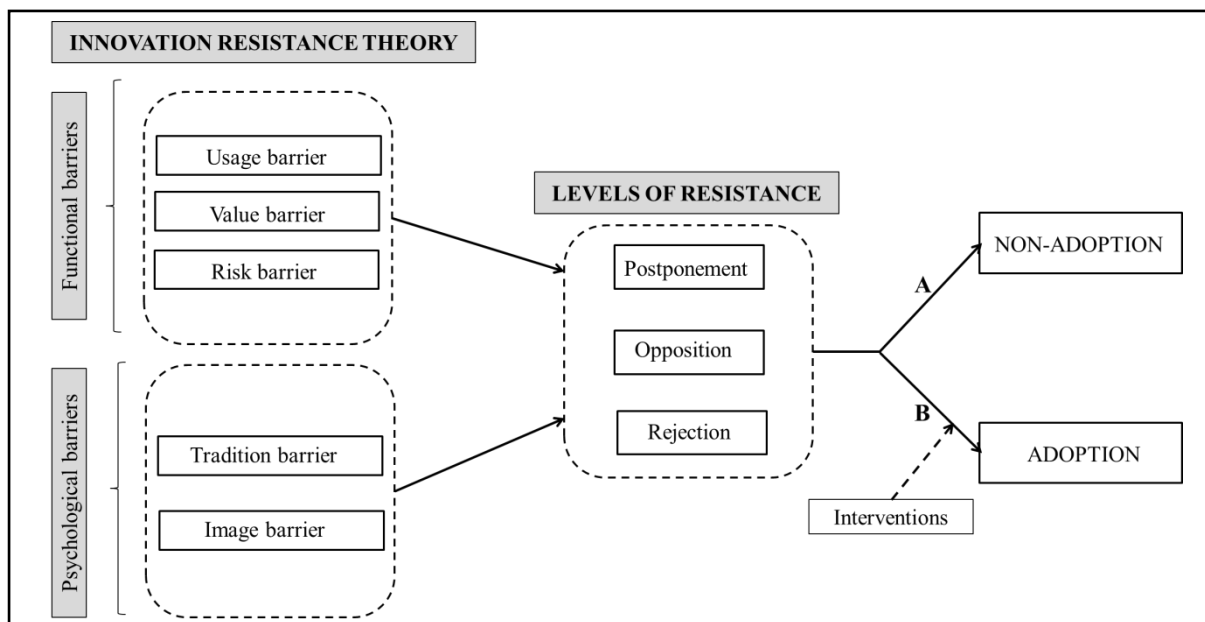 INNOVATION RESISTANCE THEORY
Functional barriers
Usage barrier
Value barrier
Risk barrier
Psychological barriers
Tradition barrier
Image barrier
LEVELS OF RESISTANCE
Postponement
Opposition
Rejection
A
NON-ADOPTION
B
ADOPTION
Interventions